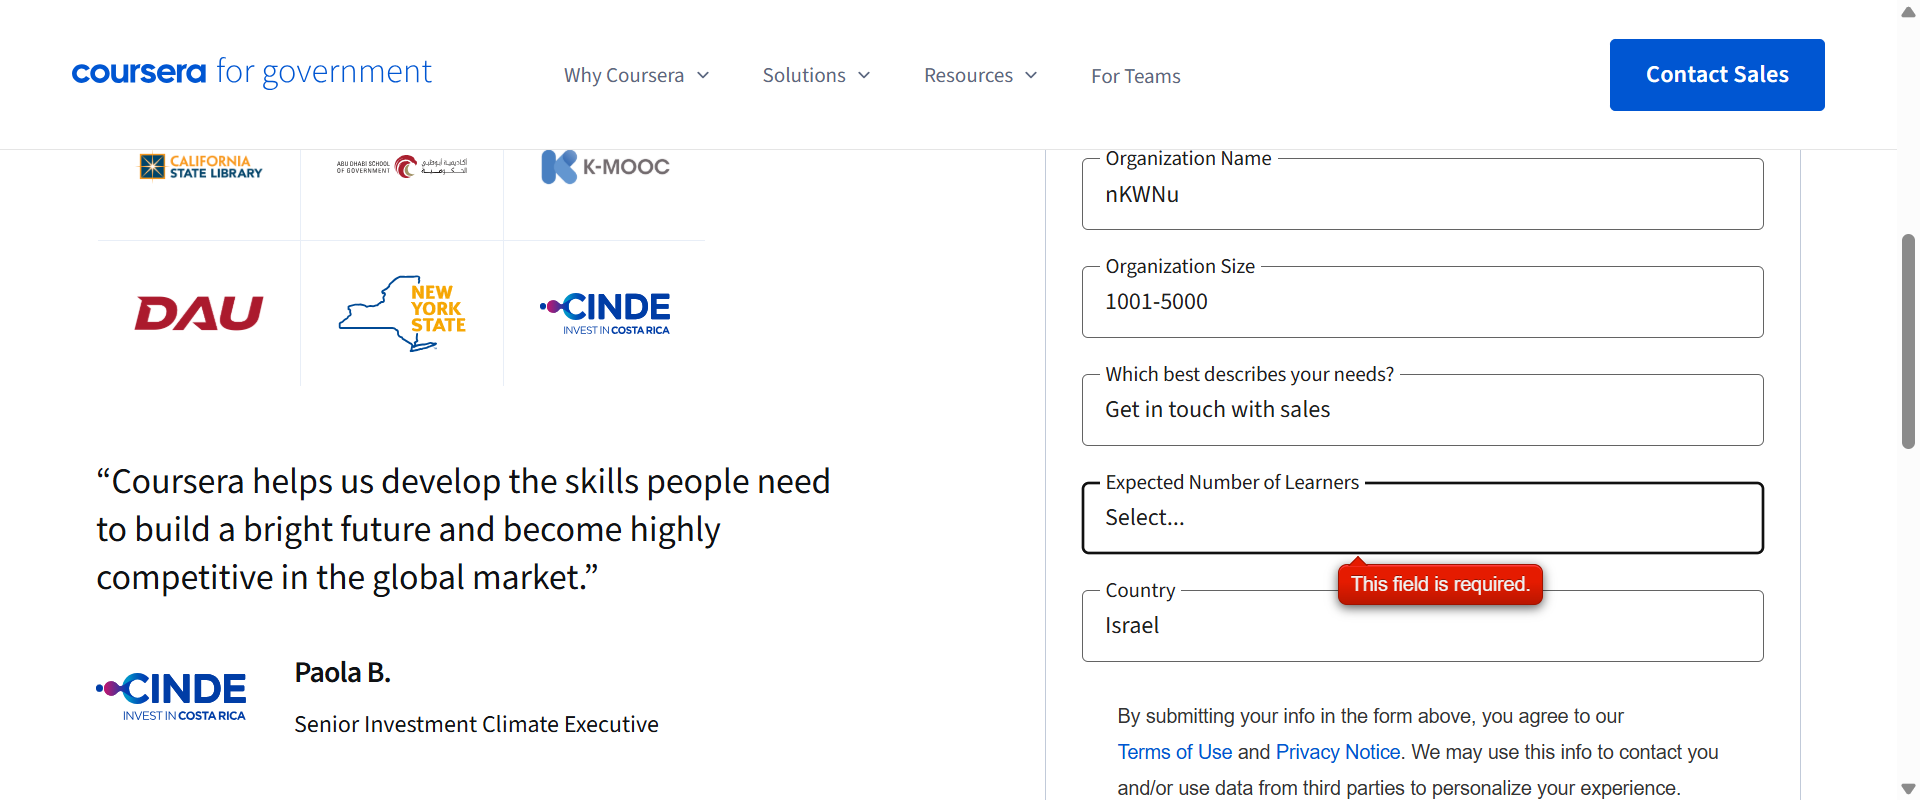 coursera for government
Why Coursera
Solutions
Resources
For Teams
Contact Sales
CALIFORNIA
STATE LIBRARY
ABU DHABI SCHOOL
OF GOVERNMENT
أكاديمية أبوظبي
الحكومية
K-MOOC
DAU
NEW
YORK
STATE
CINDE
INVEST IN COSTA RICA
“Coursera helps us develop the skills people need
to build a bright future and become highly
competitive in the global market.”
CINDE
INVEST IN COSTA RICA
Paola B.
Senior Investment Climate Executive
Organization Name
nKWNu
Organization Size
1001-5000
Which best describes your needs?
Get in touch with sales
Expected Number of Learners
Select...
This field is required.
Country
Israel
By submitting your info in the form above, you agree to our
Terms of Use and Privacy Notice. We may use this info to contact you
and/or use data from third parties to personalize your experience.